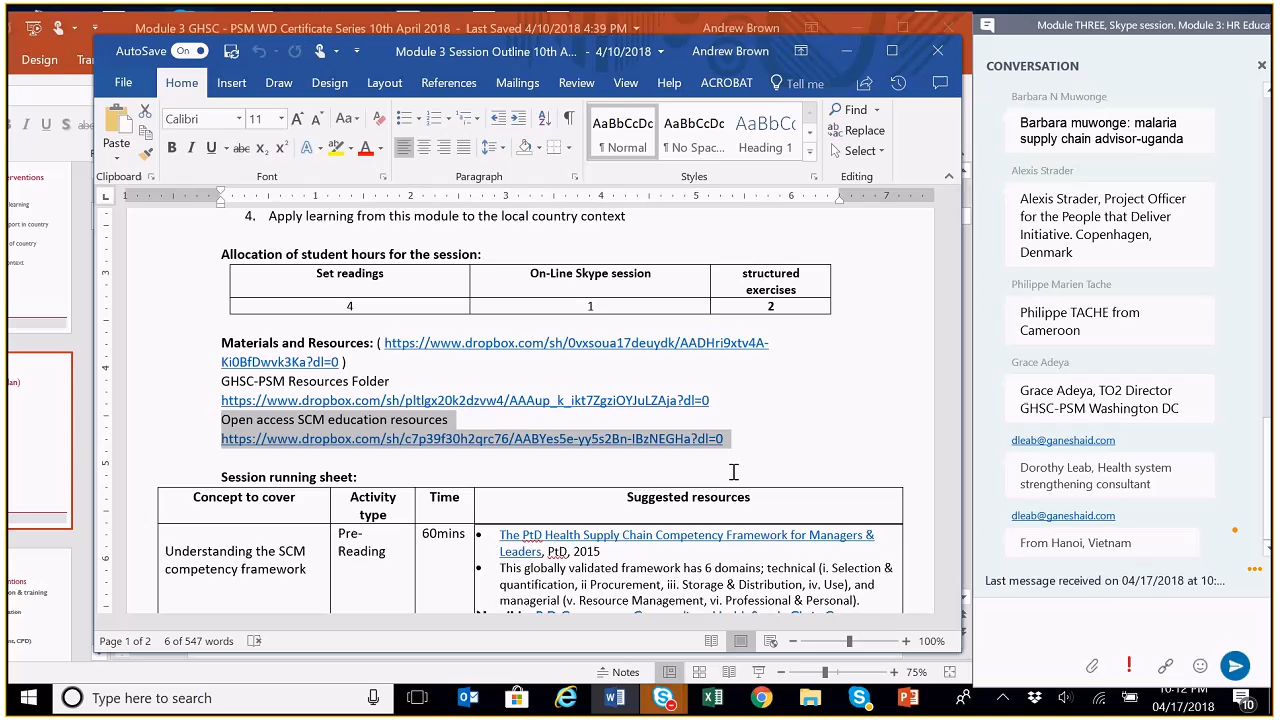 Module 3 GHSC - PSM WD Certificate Series 10th April 2018 - Last Saved 4/10/2018 4:39 PM
Andrew Brown
Design
AutoSave On
Module 3 Session Outline 10th A... - 4/10/2018
Andrew Brown
File Home Insert Draw Design Layout References Mailings Review View Help ACROBAT Tell me
Paste
Calibri 11
AaBbCcDc AaBbCcDc AaBbCc
¶ Normal ¶ No Spac... Heading 1
Find
Replace
Select
Clipboard Font Paragraph Styles Editing
4. Apply learning from this module to the local country context
Allocation of student hours for the session:
Set readings On-Line Skype session structured exercises
4 1 2
Materials and Resources: ( https://www.dropbox.com/sh/0vxsoua17deuydk/AADHri9xtv4A-
Ki0BfDwvk3Ka?dl=0 )
GHSC-PSM Resources Folder
https://www.dropbox.com/sh/pltlgx20k2dzvw4/AAAup_k_ikt7ZgziOYJuLZAja?dl=0
Open access SCM education resources
https://www.dropbox.com/sh/c7p39f30h2qrc76/AABYes5e-yy5s2Bn-IBzNEGHa?dl=0
Session running sheet:
Concept to cover Activity type Time Suggested resources
Understanding the SCM
competency framework
Pre-
Reading
60mins
• The PtD Health Supply Chain Competency Framework for Managers &
Leaders, PtD, 2015
• This globally validated framework has 6 domains; technical (i. Selection &
quantification, ii Procurement, iii. Storage & Distribution, iv. Use), and
managerial (v. Resource Management, vi. Professional & Personal).
Page 1 of 2 6 of 547 words 100%
Notes 75%
Module THREE, Skype session. Module 3: HR Educa
CONVERSATION
Barbara N Muwonge
Barbara muwonge: malaria
supply chain advisor-uganda
Alexis Strader
Alexis Strader, Project Officer
for the People that Deliver
Initiative. Copenhagen,
Denmark
Philippe Marien Tache
Philippe TACHE from
Cameroon
Grace Adeya
Grace Adeya, TO2 Director
GHSC-PSM Washington DC
dleab@ganeshaid.com
Dorothy Leab, Health system
strengthening consultant
dleab@ganeshaid.com
From Hanoi, Vietnam
Last message received on 04/17/2018 at 10:...
Type here to search
10:12 PM
04/17/2018
10